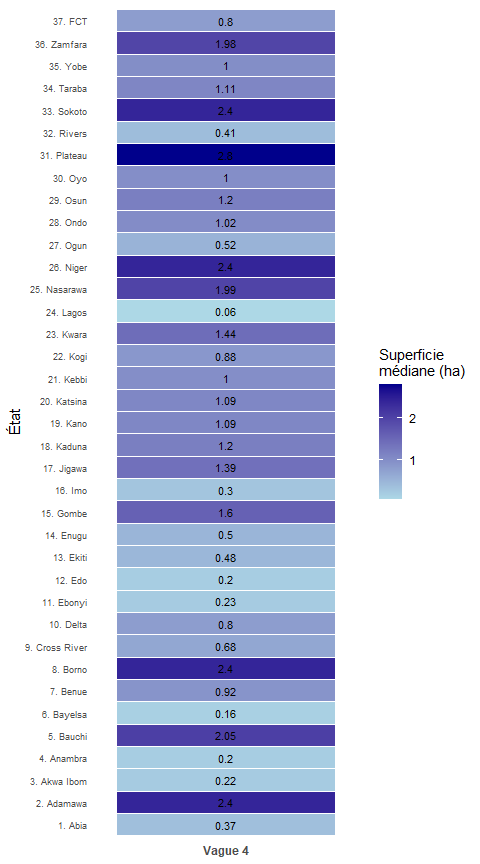 37. FCT 0.8
36. Zamfara 1.98
35. Yobe 1
34. Taraba 1.11
33. Sokoto 2.4
32. Rivers 0.41
31. Plateau
30. Oyo 1
29. Osun 1.2
28. Ondo 1.02
27. Ogun 0.52
26. Niger 2.4
25. Nasarawa 1.99
24. Lagos 0.06
23. Kwara 1.44
22. Kogi 0.88
21. Kebbi 1
20. Katsina 1.09
19. Kano 1.09
18. Kaduna 1.2
17. Jigawa 1.39
16. Imo 0.3
15. Gombe 1.6
14. Enugu 0.5
13. Ekiti 0.48
12. Edo 0.2
11. Ebonyi 0.23
10. Delta 0.8
9. Cross River 0.68
8. Borno 2.4
7. Benue 0.92
6. Bayelsa 0.16
5. Bauchi 2.05
4. Anambra 0.2
3. Akwa Ibom 0.22
2. Adamawa 2.4
1. Abia 0.37
Vague 4
État
Superficie
médiane (ha)
2
1